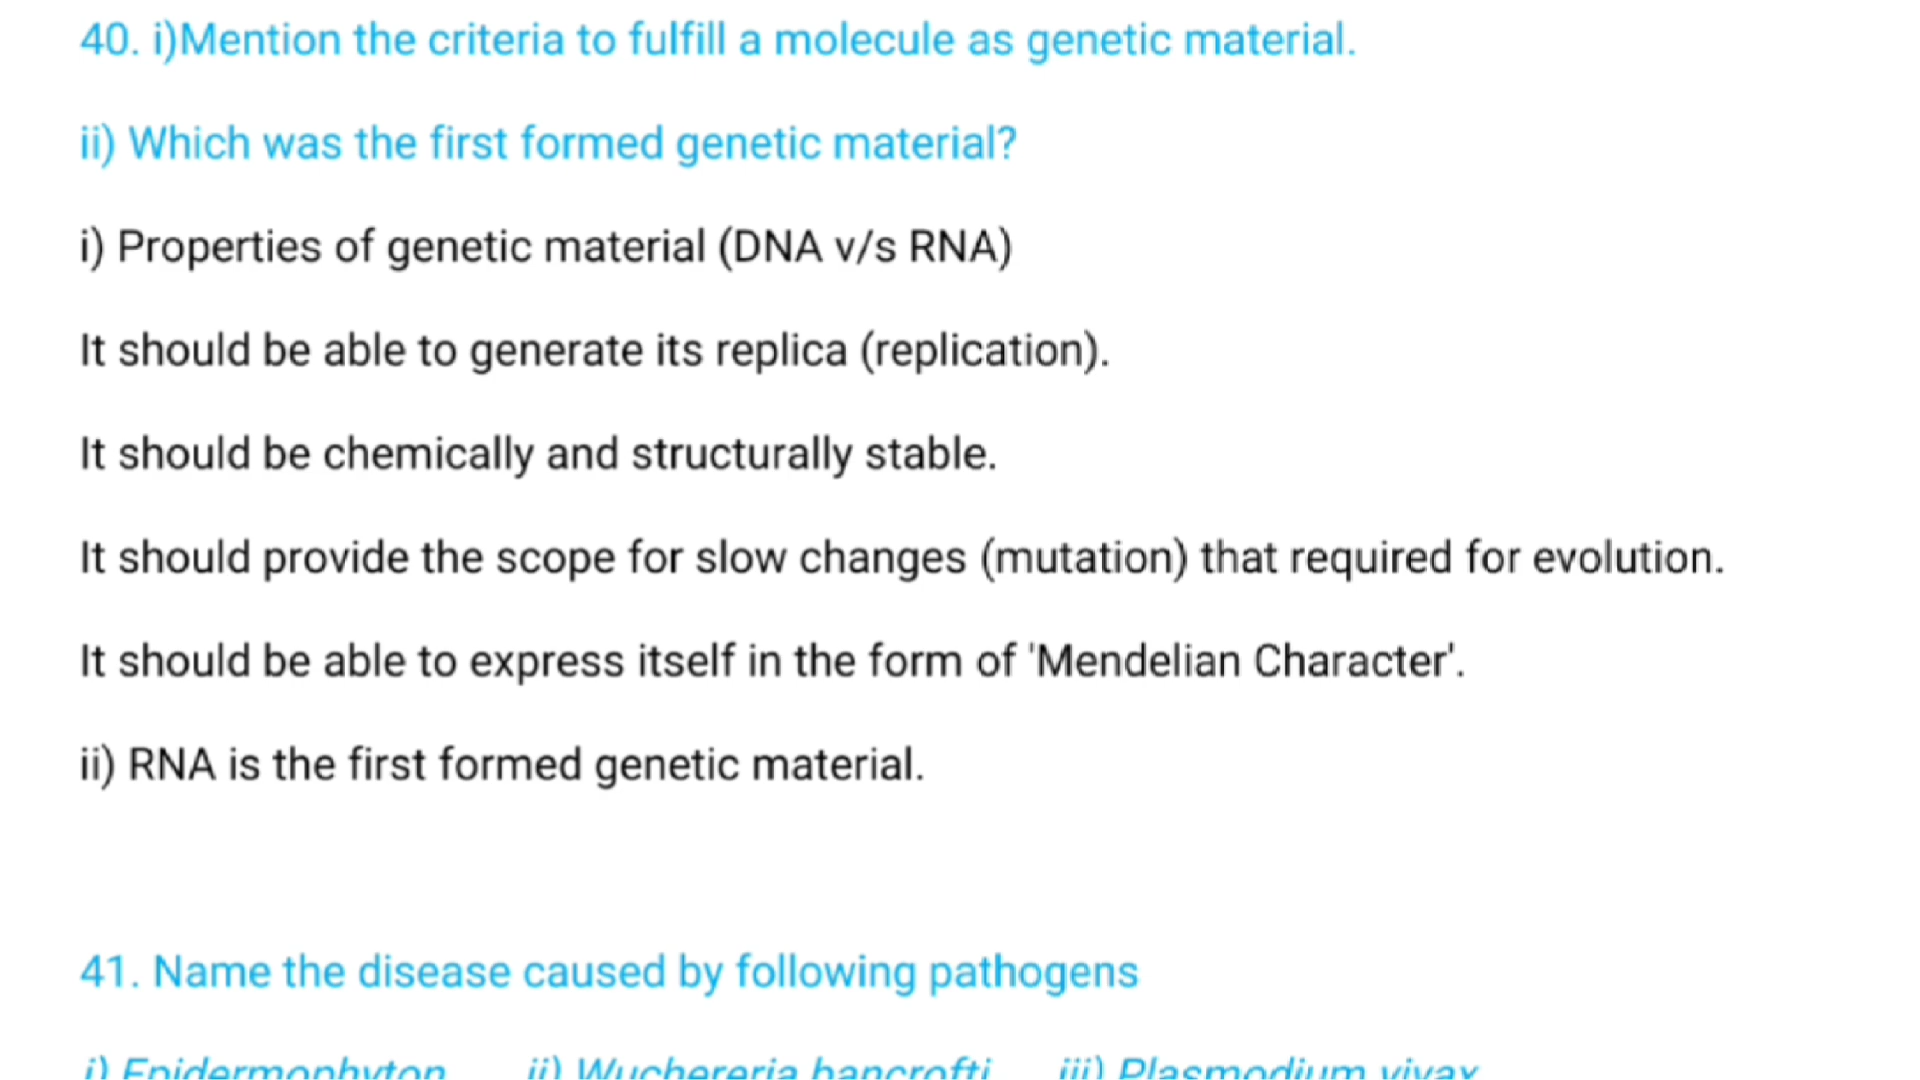 40. i)Mention the criteria to fulfill a molecule as genetic material.
ii) Which was the first formed genetic material?
i) Properties of genetic material (DNA v/s RNA)
It should be able to generate its replica (replication).
It should be chemically and structurally stable.
It should provide the scope for slow changes (mutation) that required for evolution.
It should be able to express itself in the form of 'Mendelian Character'.
ii) RNA is the first formed genetic material.
41. Name the disease caused by following pathogens
i) Epidermophyton ii) Wuchereria bancrofti iii) Plasmodium vivax